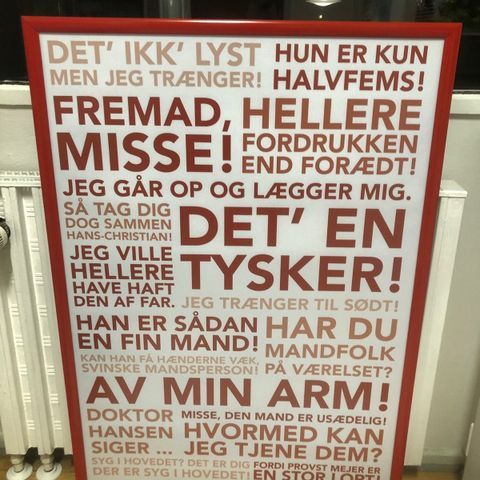 DET' IKK' LYST
MEN JEG TRÆNGER!
HUN ER KUN
HALVFEMS!
FREMAD,
MISSE!
HELLERE
FORDRUKKEN
END FORÆDT!
JEG GÅR OP OG LÆGGER MIG.
SÅ TAG DIG
DOG SAMMEN
HANS-CHRISTIAN!
DET' EN
TYSKER!
JEG VILLE
HELLERE
HAVE HAFT
DEN AF FAR.
JEG TRÆNGER TIL SØDT!
HAN ER SÅDAN
EN FIN MAND!
HAR DU
MANDFOLK
PÅ VÆRELSET?
KAN HAN FÅ HÆNDERNE VÆK,
SVINSKE MANDSPERSON!
AV MIN ARM!
DOKTOR
HANSEN
SIGER ...
MISSE, DEN MAND ER USÆDELIG!
HVORMED KAN
JEG TJENE DEM?
SYG I HOVEDET? DET ER DIG
DER ER SYG I HOVEDET!
FORDI PROVST MEJER ER
EN STOR LORT!